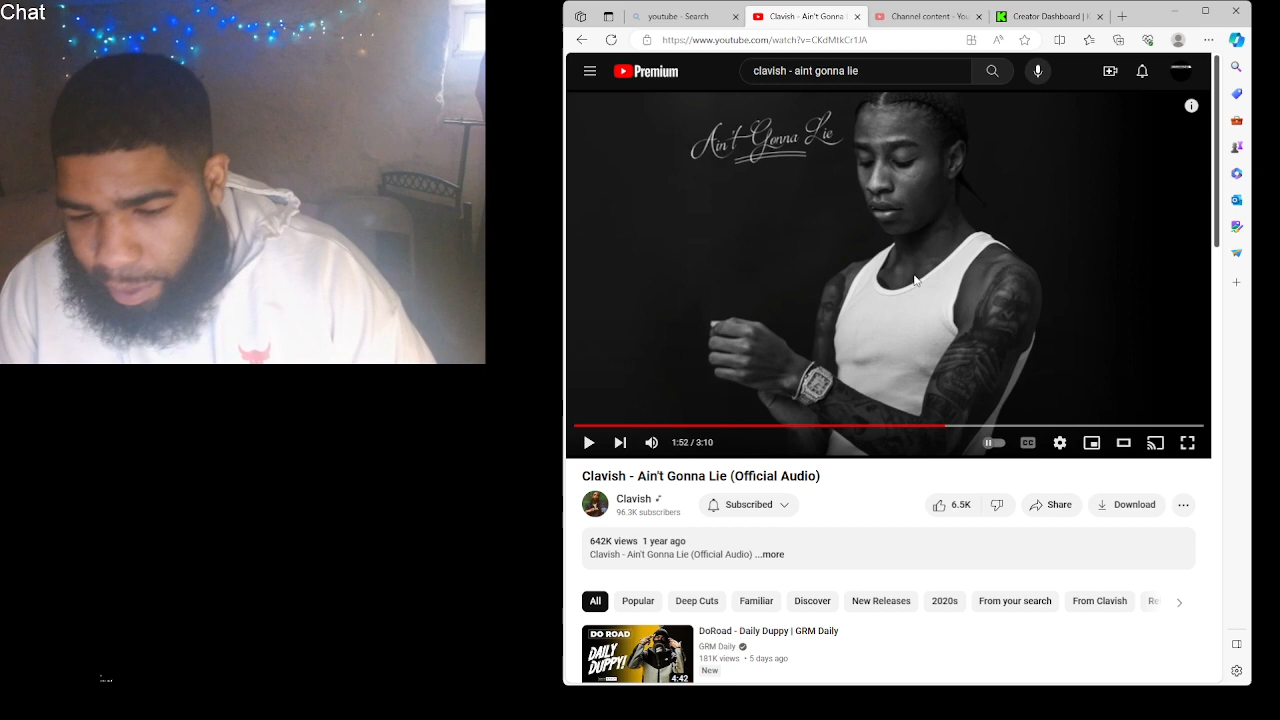 Chat
youtube - Search
Clavish - Ain't Gonna l
Channel content - You
Creator Dashboard | K
https://www.youtube.com/watch?v=CKdMtkCr1JA
Premium
clavish - aint gonna lie
Ain't Gonna Lie
1:52 / 3:10
CC
Clavish - Ain't Gonna Lie (Official Audio)
Clavish
96.3K subscribers
Subscribed
6.5K
Share
Download
642K views 1 year ago
Clavish - Ain't Gonna Lie (Official Audio) ...more
All
Popular
Deep Cuts
Familiar
Discover
New Releases
2020s
From your search
From Clavish
Re
DO ROAD
DAILY
DUPPY!
4:42
DoRoad - Daily Duppy | GRM Daily
GRM Daily
181K views • 5 days ago
New